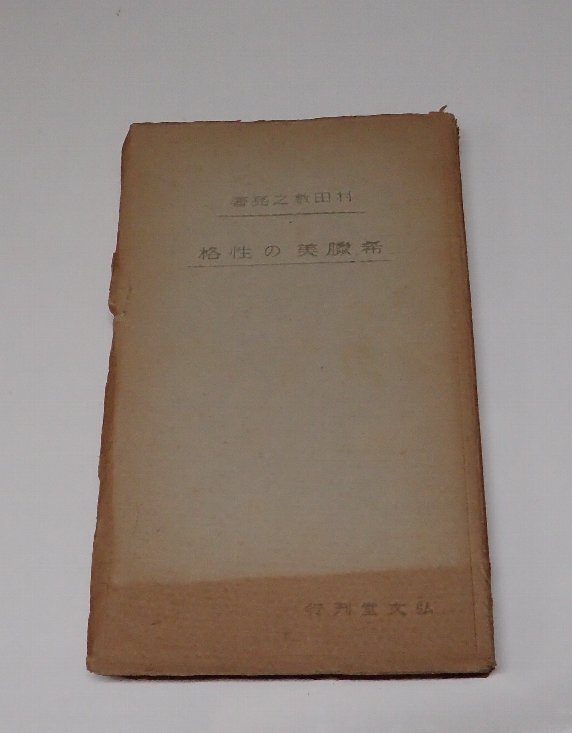 村田数之亮著
希臘美の性格
弘文堂刊行